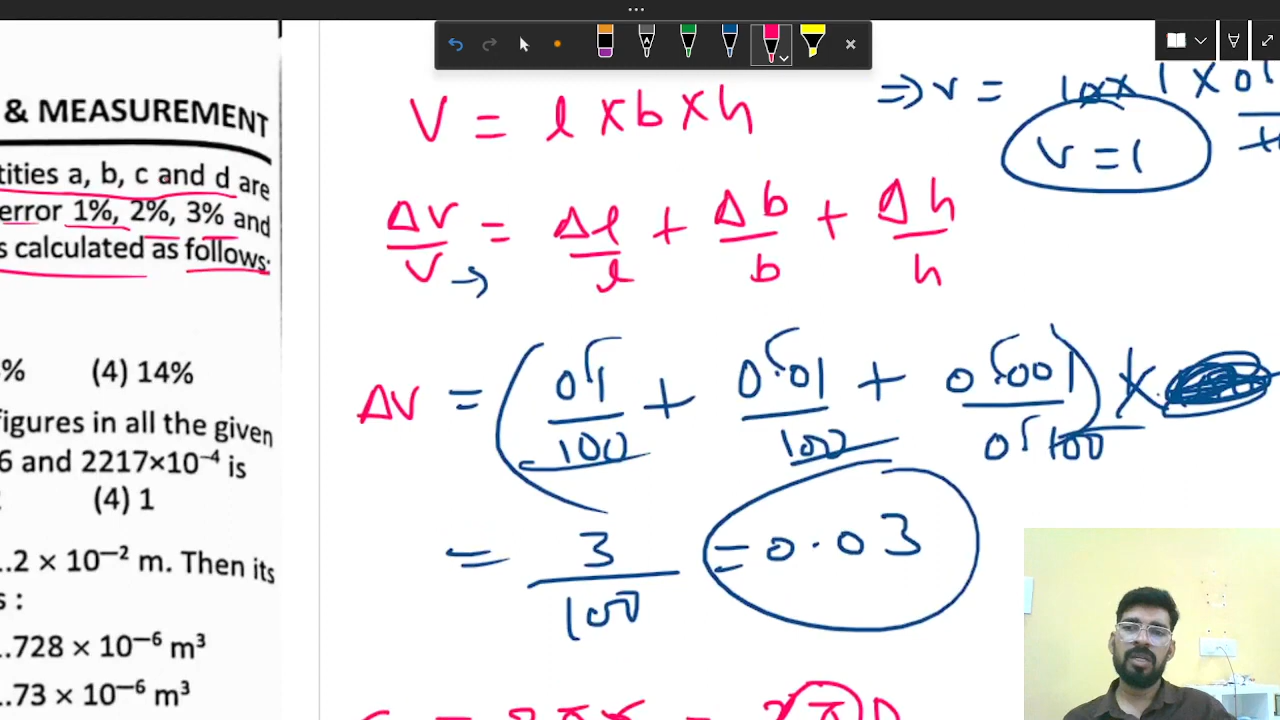 & MEASUREMENT
tities a, b, c and d are
error 1%, 2%, 3% and
s calculated as follows:
%
(4) 14%
figures in all the given
6 and 2217×10⁻⁴ is
(4) 1
.2 × 10⁻² m. Then its
s :
.728 × 10⁻⁶ m³
.73 × 10⁻⁶ m³
V = l × b × h
⇒ v =
v = 1
Δv/V → = Δl/l + Δb/b + Δh/h
ΔV = (0.1/100 + 0.01/100 + 0.001/0.100) ×
= 3/100 = 0.03